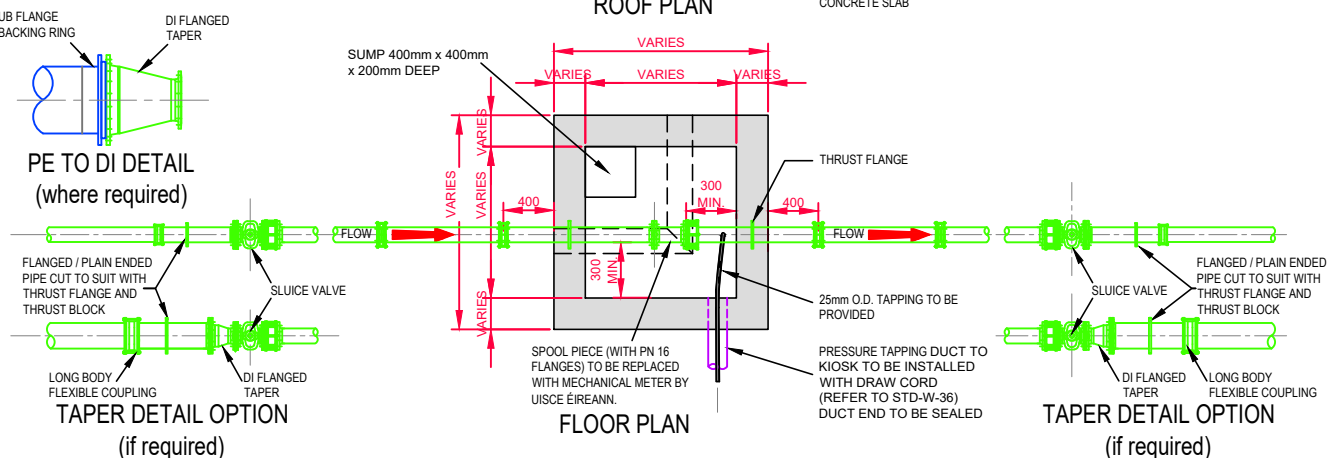 ROOF PLAN
CONCRETE SLAB
UB FLANGE
BACKING RING
DI FLANGED
TAPER
PE TO DI DETAIL
(where required)
SUMP 400mm x 400mm
x 200mm DEEP
VARIES
VARIES
VARIES
VARIES
VARIES
VARIES
VARIES
VARIES
400
300
MIN.
400
300
MIN.
THRUST FLANGE
FLOW
FLOW
FLANGED / PLAIN ENDED
PIPE CUT TO SUIT WITH
THRUST FLANGE AND
THRUST BLOCK
SLUICE VALVE
LONG BODY
FLEXIBLE COUPLING
DI FLANGED
TAPER
TAPER DETAIL OPTION
(if required)
25mm O.D. TAPPING TO BE
PROVIDED
SPOOL PIECE (WITH PN 16
FLANGES) TO BE REPLACED
WITH MECHANICAL METER BY
UISCE ÉIREANN.
PRESSURE TAPPING DUCT TO
KIOSK TO BE INSTALLED
WITH DRAW CORD
(REFER TO STD-W-36)
DUCT END TO BE SEALED
FLOOR PLAN
FLANGED / PLAIN ENDED
PIPE CUT TO SUIT WITH
THRUST FLANGE AND
THRUST BLOCK
SLUICE VALVE
DI FLANGED
TAPER
LONG BODY
FLEXIBLE COUPLING
TAPER DETAIL OPTION
(if required)